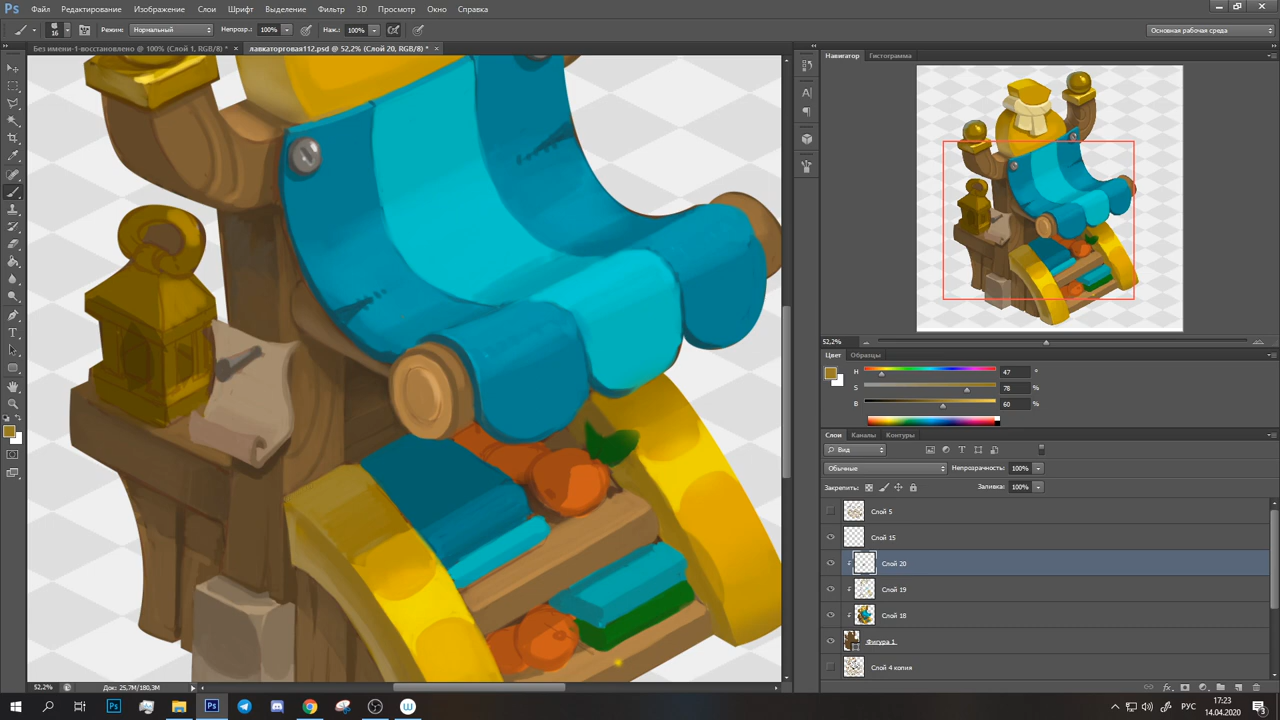 Ps Файл Редактирование Изображение Слои Шрифт Выделение Фильтр 3D Просмотр Окно Справка
16 Режим: Нормальный Непрозр.: 100% Наж.: 100% Основная рабочая среда
Без имени-1-восстановлено @ 100% (Слой 1, RGB/8) * × лавкаторговая112.psd @ 52,2% (Слой 20, RGB/8) * ×
Навигатор Гистограмма
52,2%
Цвет Образцы
H 47 °
S 78 %
B 60 %
Слои Каналы Контуры
Вид
Обычные Непрозрачность: 100%
Закрепить: Заливка: 100%
Слой 5
Слой 15
Слой 20
Слой 19
Слой 18
Фигура 1
Слой 4 копия
52,2% Док: 25,7M/180,3M
РУС 17:23
14.04.2020 3